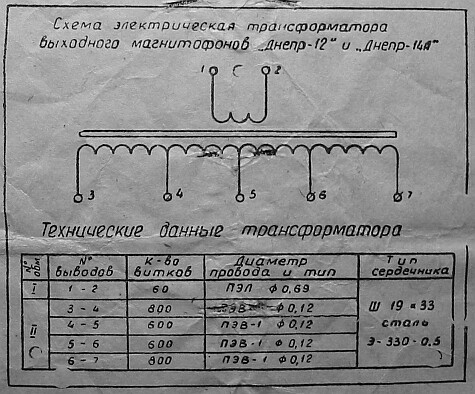 Схема электрическая трансформатора
выходного магнитофонов „Днепр-12" и „Днепр-14А"
1 2
3 4 5 6 7
Технические данные трансформатора
№ обм. № выводов К-во витков Диаметр провода и тип Тип сердечника
I 1 - 2 60 ПЭЛ ф 0,69 Ш 19 x 33 сталь Э-330-0,5
II 3 - 4 800 ПЭВ-1 ф 0,12
4 - 5 600 ПЭВ-1 ф 0,12
5 - 6 600 ПЭВ-1 ф 0,12
6 - 7 800 ПЭВ-1 ф 0,12